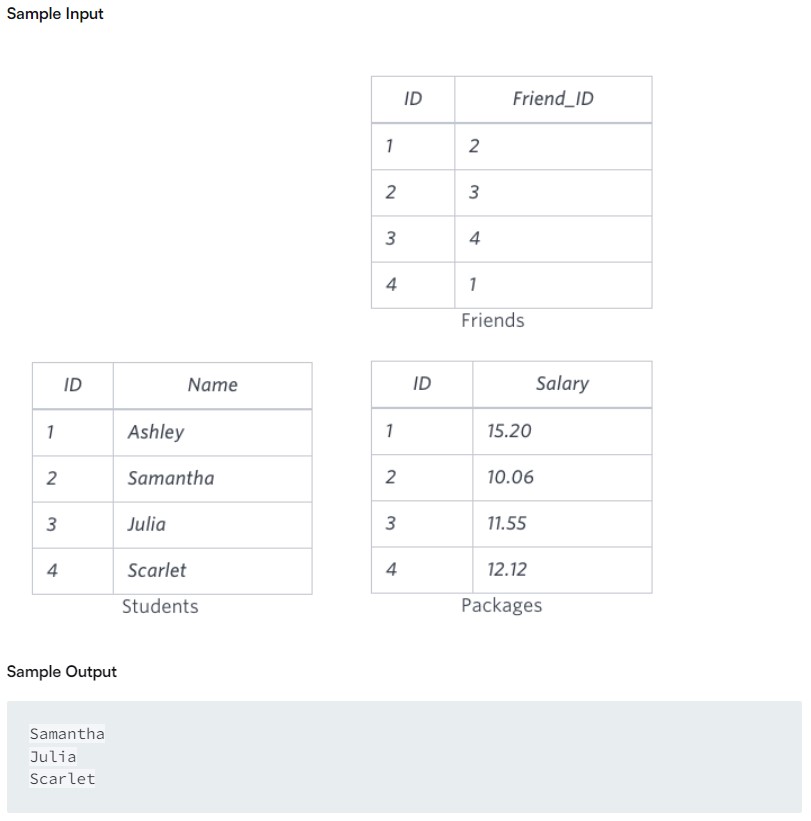 Sample Input
ID Friend_ID
1 2
2 3
3 4
4 1
Friends
ID Name
1 Ashley
2 Samantha
3 Julia
4 Scarlet
Students
ID Salary
1 15.20
2 10.06
3 11.55
4 12.12
Packages
Sample Output
Samantha
Julia
Scarlet